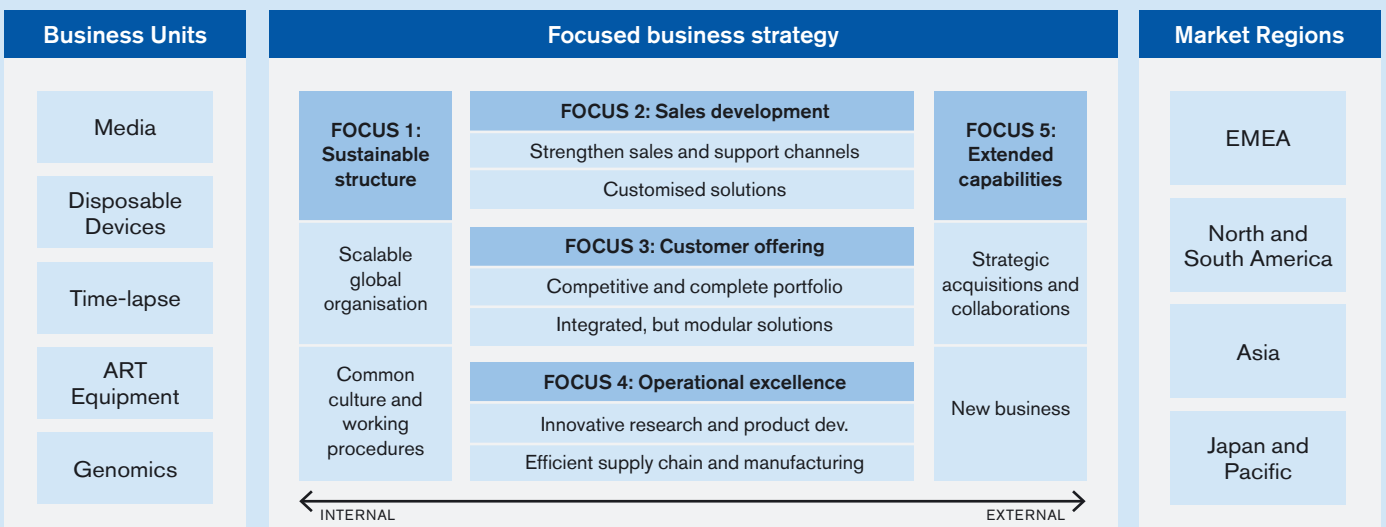 Business Units
Media
Disposable
Devices
Time-lapse
ART
Equipment
Genomics
Focused business strategy
FOCUS 1:
Sustainable
structure
Scalable
global
organisation
Common
culture and
working
procedures
FOCUS 2: Sales development
Strengthen sales and support channels
Customised solutions
FOCUS 3: Customer offering
Competitive and complete portfolio
Integrated, but modular solutions
FOCUS 4: Operational excellence
Innovative research and product dev.
Efficient supply chain and manufacturing
FOCUS 5:
Extended
capabilities
Strategic
acquisitions and
collaborations
New business
INTERNAL
EXTERNAL
Market Regions
EMEA
North and
South America
Asia
Japan and
Pacific